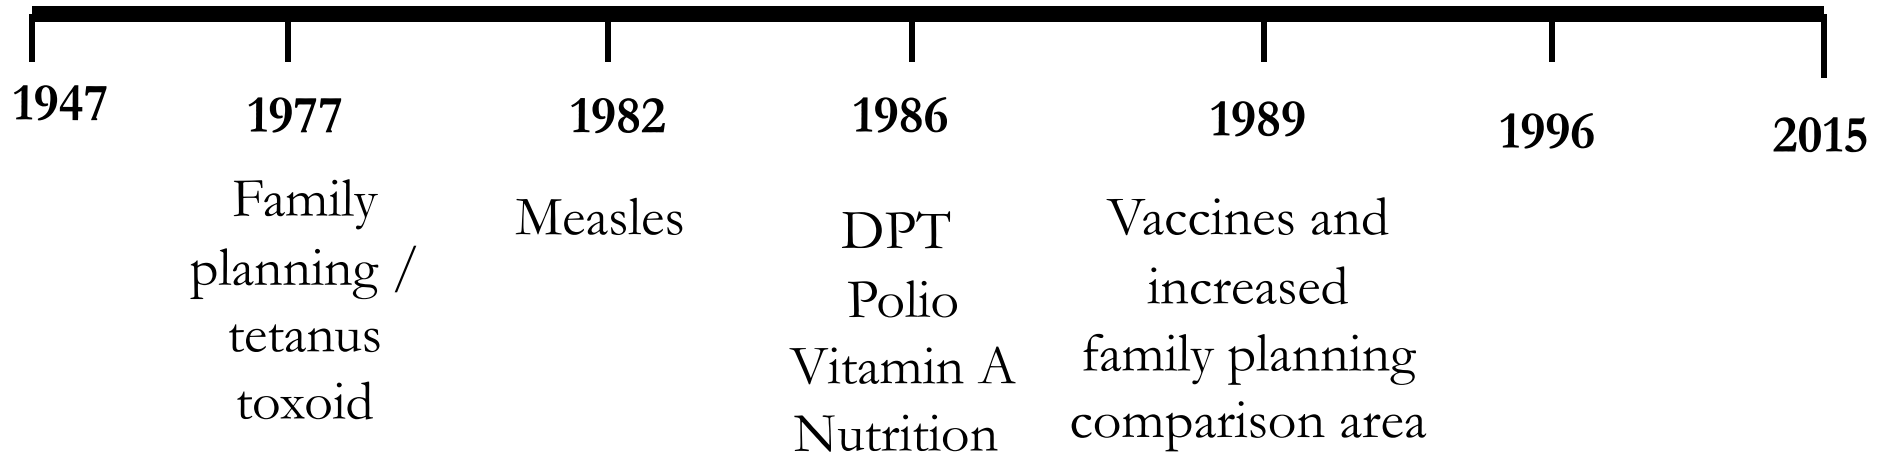 1947
1977
1982
1986
1989
1996
2015
Family
planning /
tetanus
toxoid
Measles
DPT
Polio
Vitamin A
Nutrition
Vaccines and
increased
family planning
comparison area